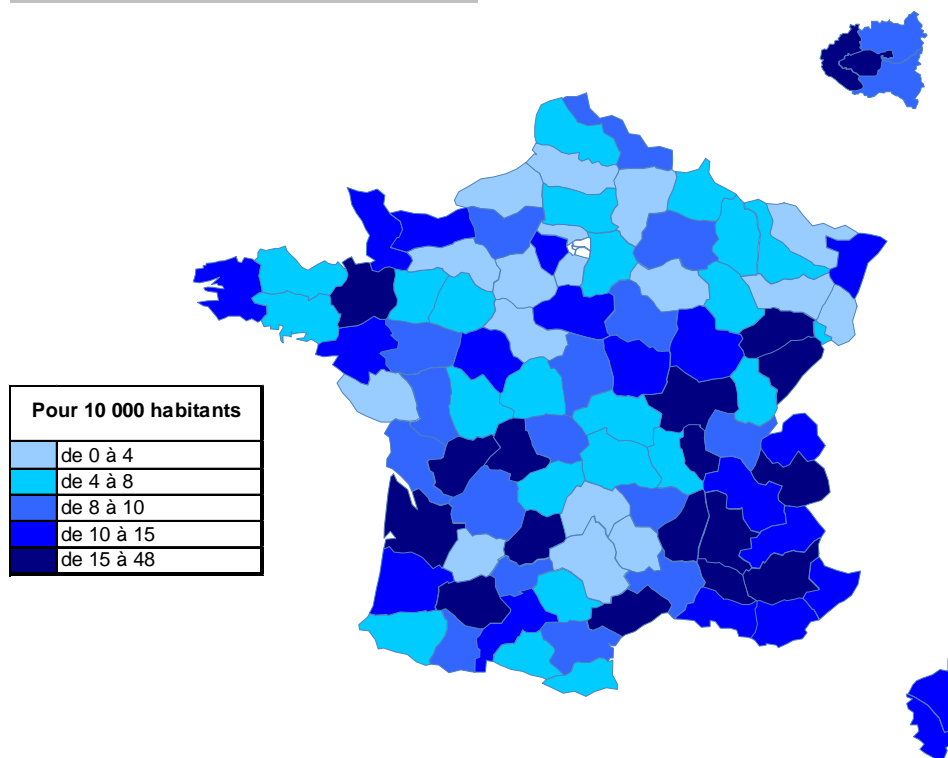 Pour 10 000 habitants
de 0 à 4
de 4 à 8
de 8 à 10
de 10 à 15
de 15 à 48